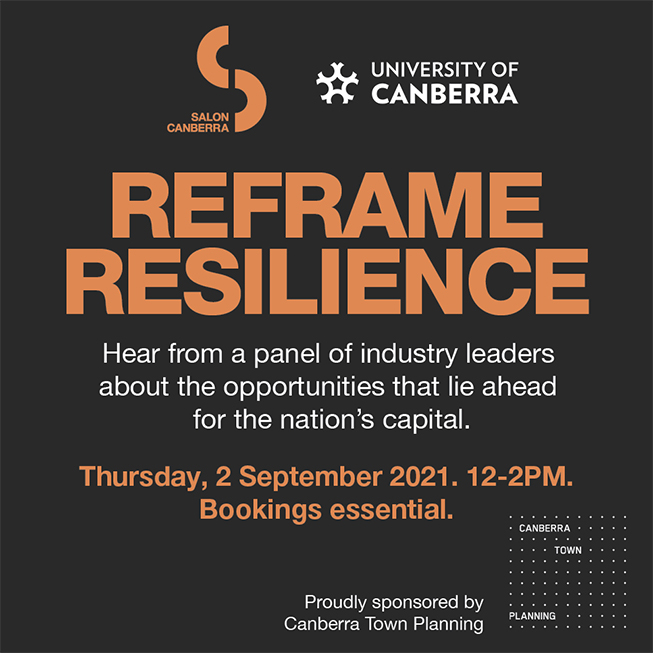 SALON
CANBERRA
UNIVERSITY OF
CANBERRA
REFRAME
RESILIENCE
Hear from a panel of industry leaders
about the opportunities that lie ahead
for the nation’s capital.
Thursday, 2 September 2021. 12-2PM.
Bookings essential.
Proudly sponsored by
Canberra Town Planning
CANBERRA
TOWN
PLANNING